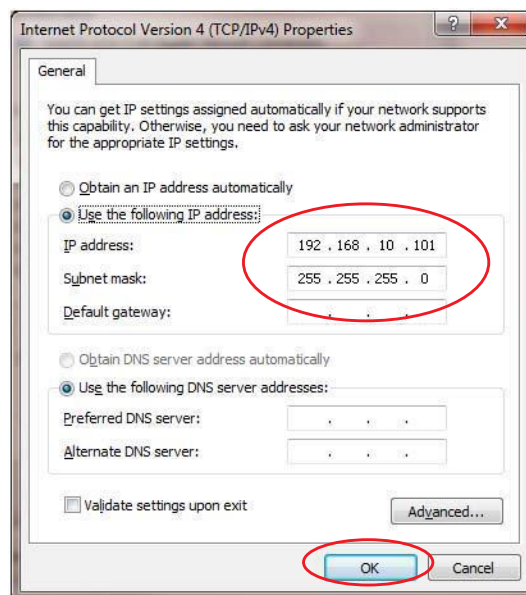 Internet Protocol Version 4 (TCP/IPv4) Properties
General
You can get IP settings assigned automatically if your network supports
this capability. Otherwise, you need to ask your network administrator
for the appropriate IP settings.
Obtain an IP address automatically
Use the following IP address:
IP address: 192 . 168 . 10 . 101
Subnet mask: 255 . 255 . 255 . 0
Default gateway: . . .
Obtain DNS server address automatically
Use the following DNS server addresses:
Preferred DNS server: . . .
Alternate DNS server: . . .
Validate settings upon exit
Advanced...
OK Cancel